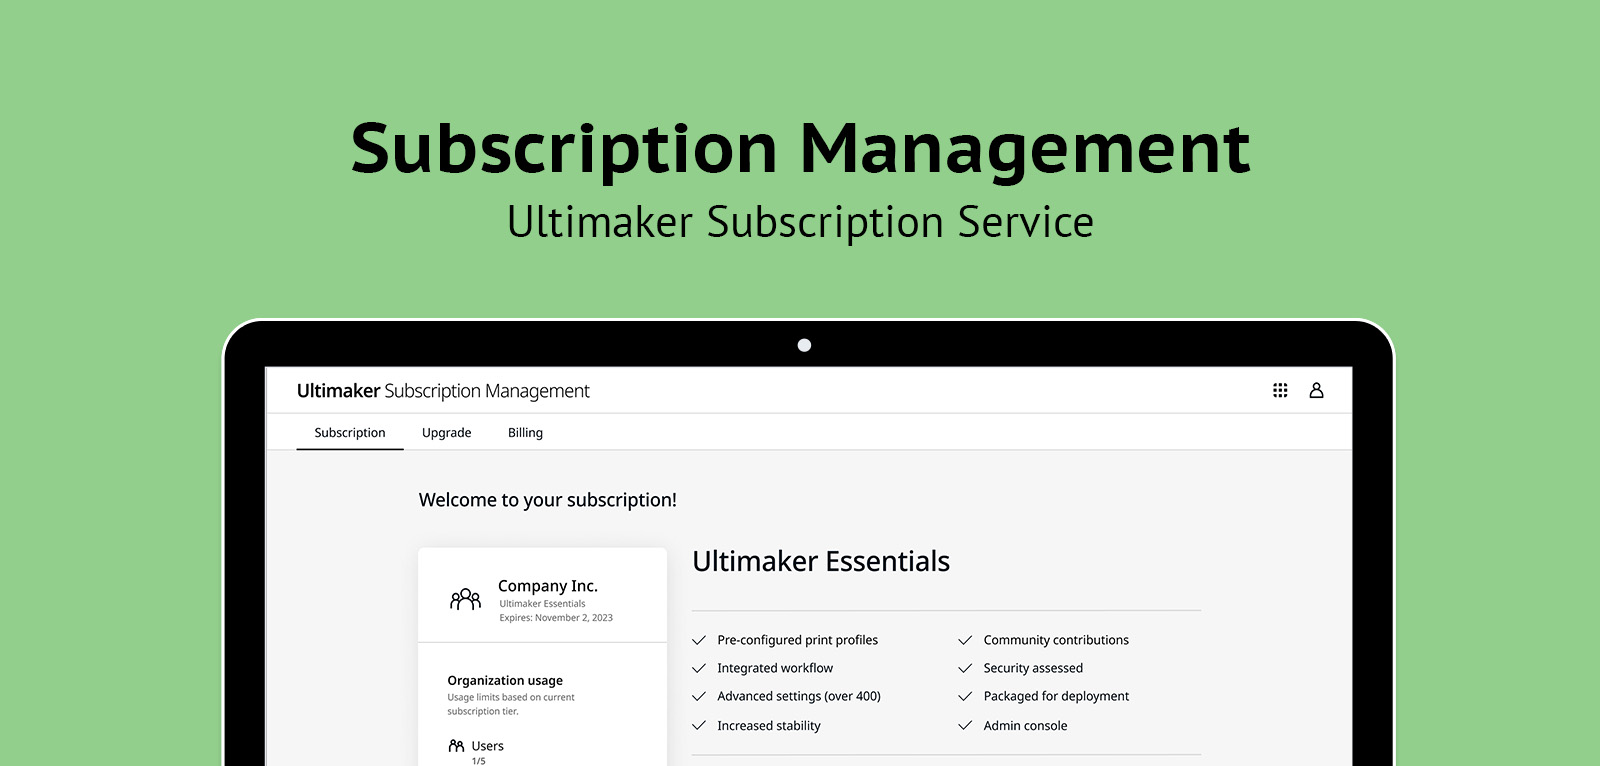 Subscription Management
Ultimaker Subscription Service
Ultimaker Subscription Management
Subscription Upgrade Billing
Welcome to your subscription!
Company Inc.
Ultimaker Essentials
Expires: November 2, 2023
Organization usage
Usage limits based on current
subscription tier.
Users
1/5
Ultimaker Essentials
Pre-configured print profiles
Integrated workflow
Advanced settings (over 400)
Increased stability
Community contributions
Security assessed
Packaged for deployment
Admin console